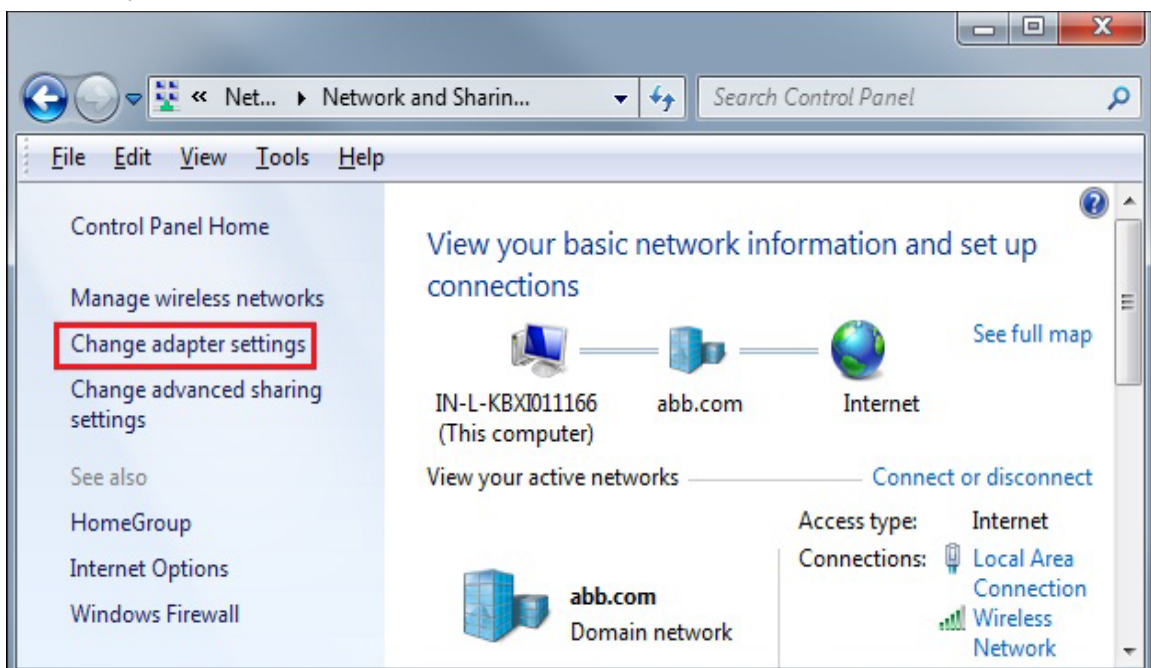 « Net... Network and Sharin...
Search Control Panel
File Edit View Tools Help
Control Panel Home
Manage wireless networks
Change adapter settings
Change advanced sharing
settings
See also
HomeGroup
Internet Options
Windows Firewall
View your basic network information and set up
connections
See full map
IN-L-KBXI011166
(This computer)
abb.com
Internet
View your active networks
Connect or disconnect
abb.com
Domain network
Access type: Internet
Connections: Local Area
Connection
Wireless
Network